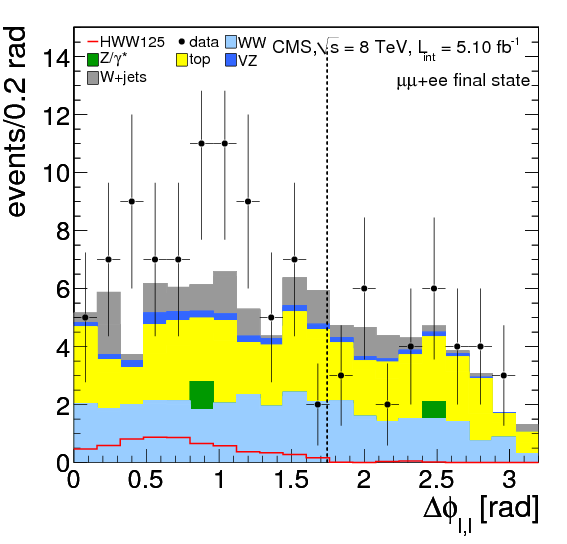 events/0.2 rad
HWW125 data WW
Z/γ* top VZ
W+jets
CMS,√s = 8 TeV, Lint = 5.10 fb-1
μμ+ee final state
14
12
10
8
6
4
2
0
0 0.5 1 1.5 2 2.5 3
Δϕl,l [rad]